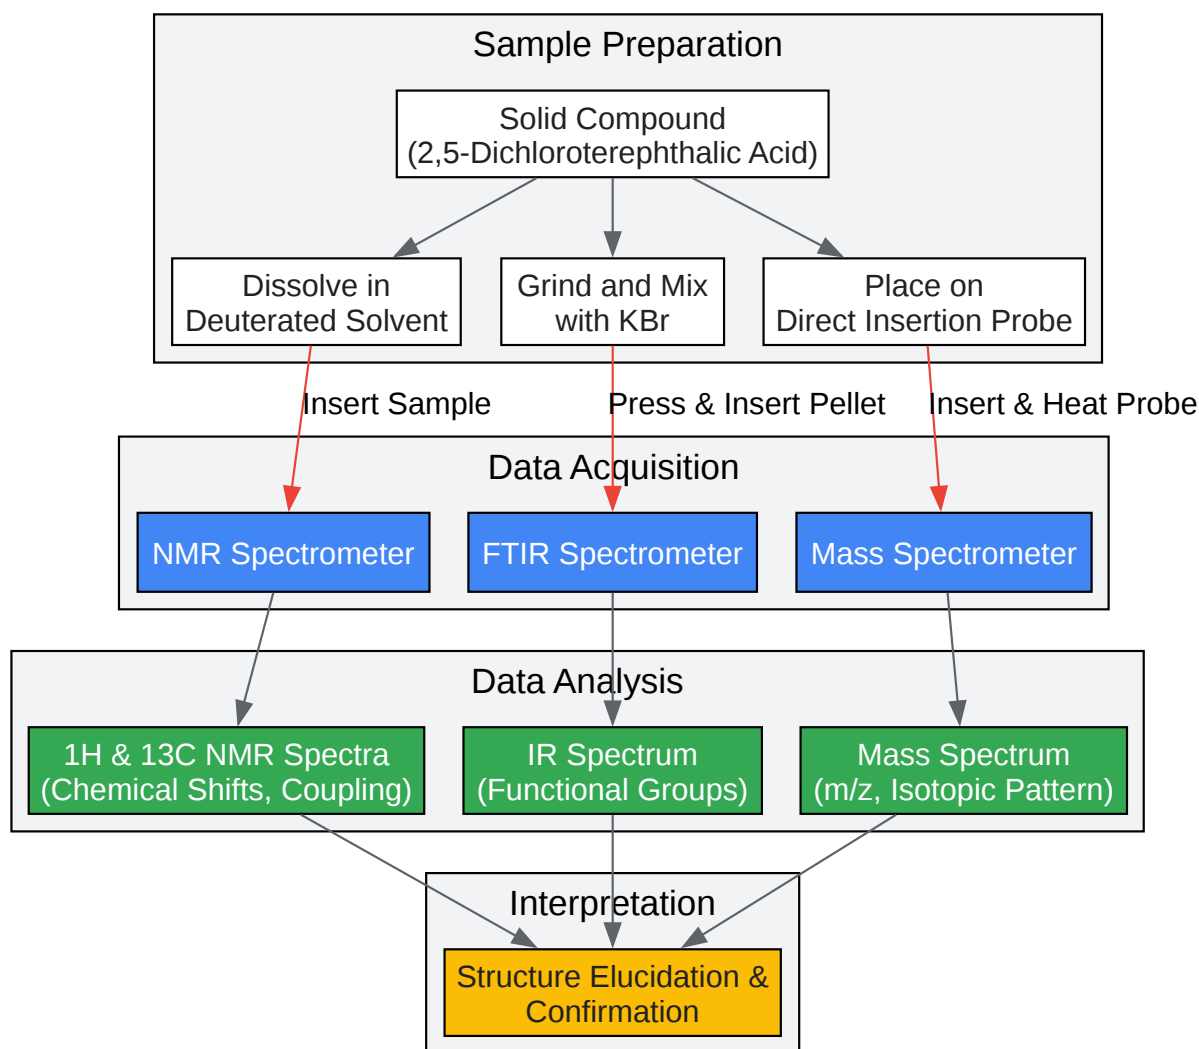 Sample Preparation
Solid Compound
(2,5-Dichloroterephthalic Acid)
Dissolve in
Deuterated Solvent
Grind and Mix
with KBr
Place on
Direct Insertion Probe
Insert Sample
Press & Insert Pellet
Insert & Heat Probe
Data Acquisition
NMR Spectrometer
FTIR Spectrometer
Mass Spectrometer
Data Analysis
1H & 13C NMR Spectra
(Chemical Shifts, Coupling)
IR Spectrum
(Functional Groups)
Mass Spectrum
(m/z, Isotopic Pattern)
Interpretation
Structure Elucidation &
Confirmation